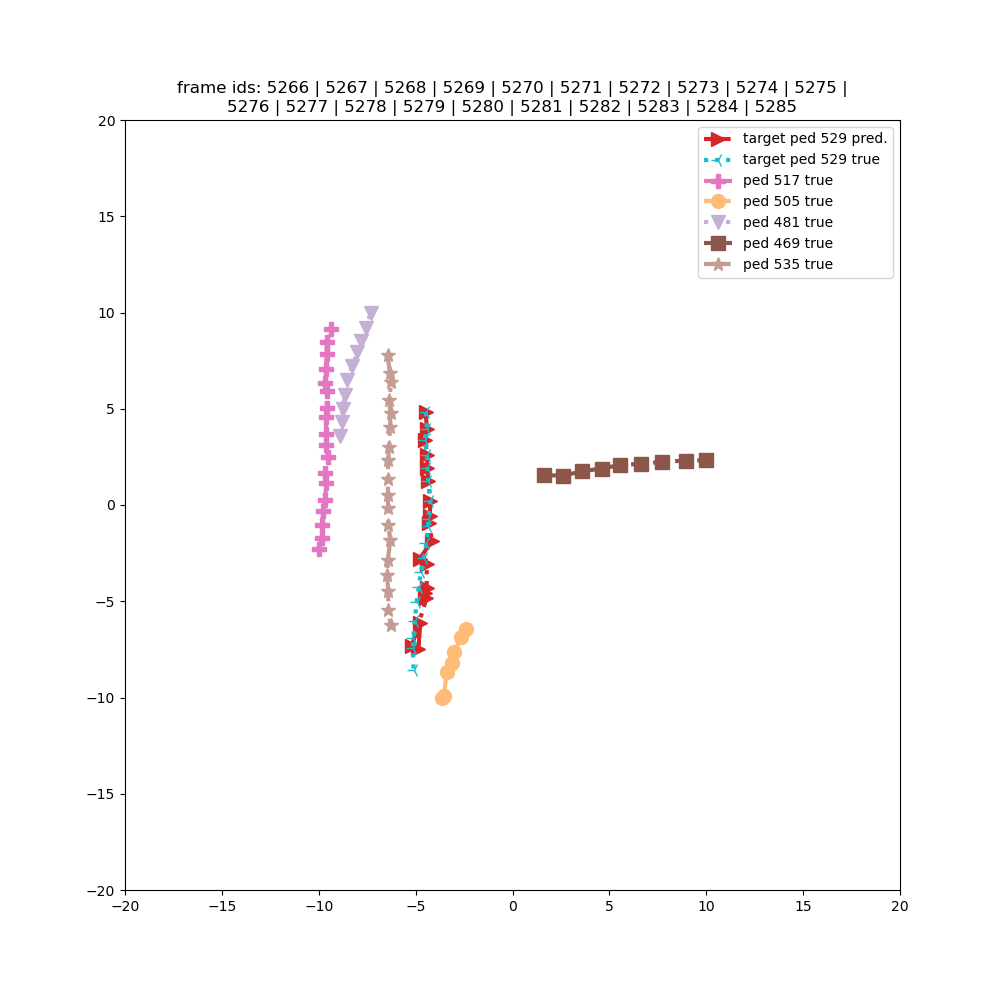 frame ids: 5266 | 5267 | 5268 | 5269 | 5270 | 5271 | 5272 | 5273 | 5274 | 5275 |
5276 | 5277 | 5278 | 5279 | 5280 | 5281 | 5282 | 5283 | 5284 | 5285
target ped 529 pred.
target ped 529 true
ped 517 true
ped 505 true
ped 481 true
ped 469 true
ped 535 true
20
15
10
5
0
−5
−10
−15
−20
−20 −15 −10 −5 0 5 10 15 20